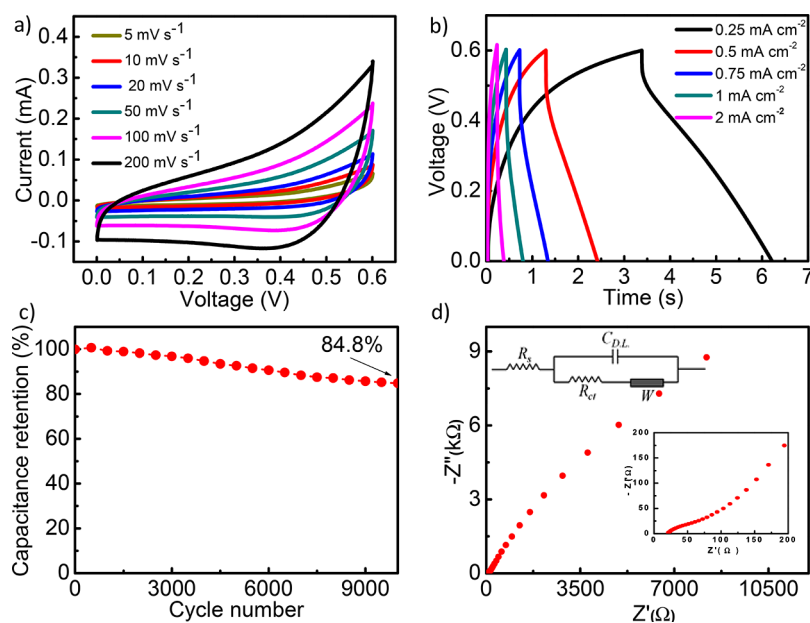 a)
5 mV s⁻¹
10 mV s⁻¹
20 mV s⁻¹
50 mV s⁻¹
100 mV s⁻¹
200 mV s⁻¹
Current (mA)
0.4
0.3
0.2
0.1
0.0
-0.1
0.0 0.1 0.2 0.3 0.4 0.5 0.6
Voltage (V)
b)
0.25 mA cm⁻²
0.5 mA cm⁻²
0.75 mA cm⁻²
1 mA cm⁻²
2 mA cm⁻²
Voltage (V)
0.6
0.4
0.2
0.0
0 1 2 3 4 5 6 7
Time (s)
c)
84.8%
Capacitance retention (%)
120
100
80
60
40
20
0
0 3000 6000 9000
Cycle number
d)
C_D.L.
R_s
R_ct
W
-Z''(kΩ)
9
6
3
0
0 3500 7000 10500
Z'(Ω)
- Z''(Ω)
200
150
100
50
0
0 50 100 150 200
Z'(Ω)